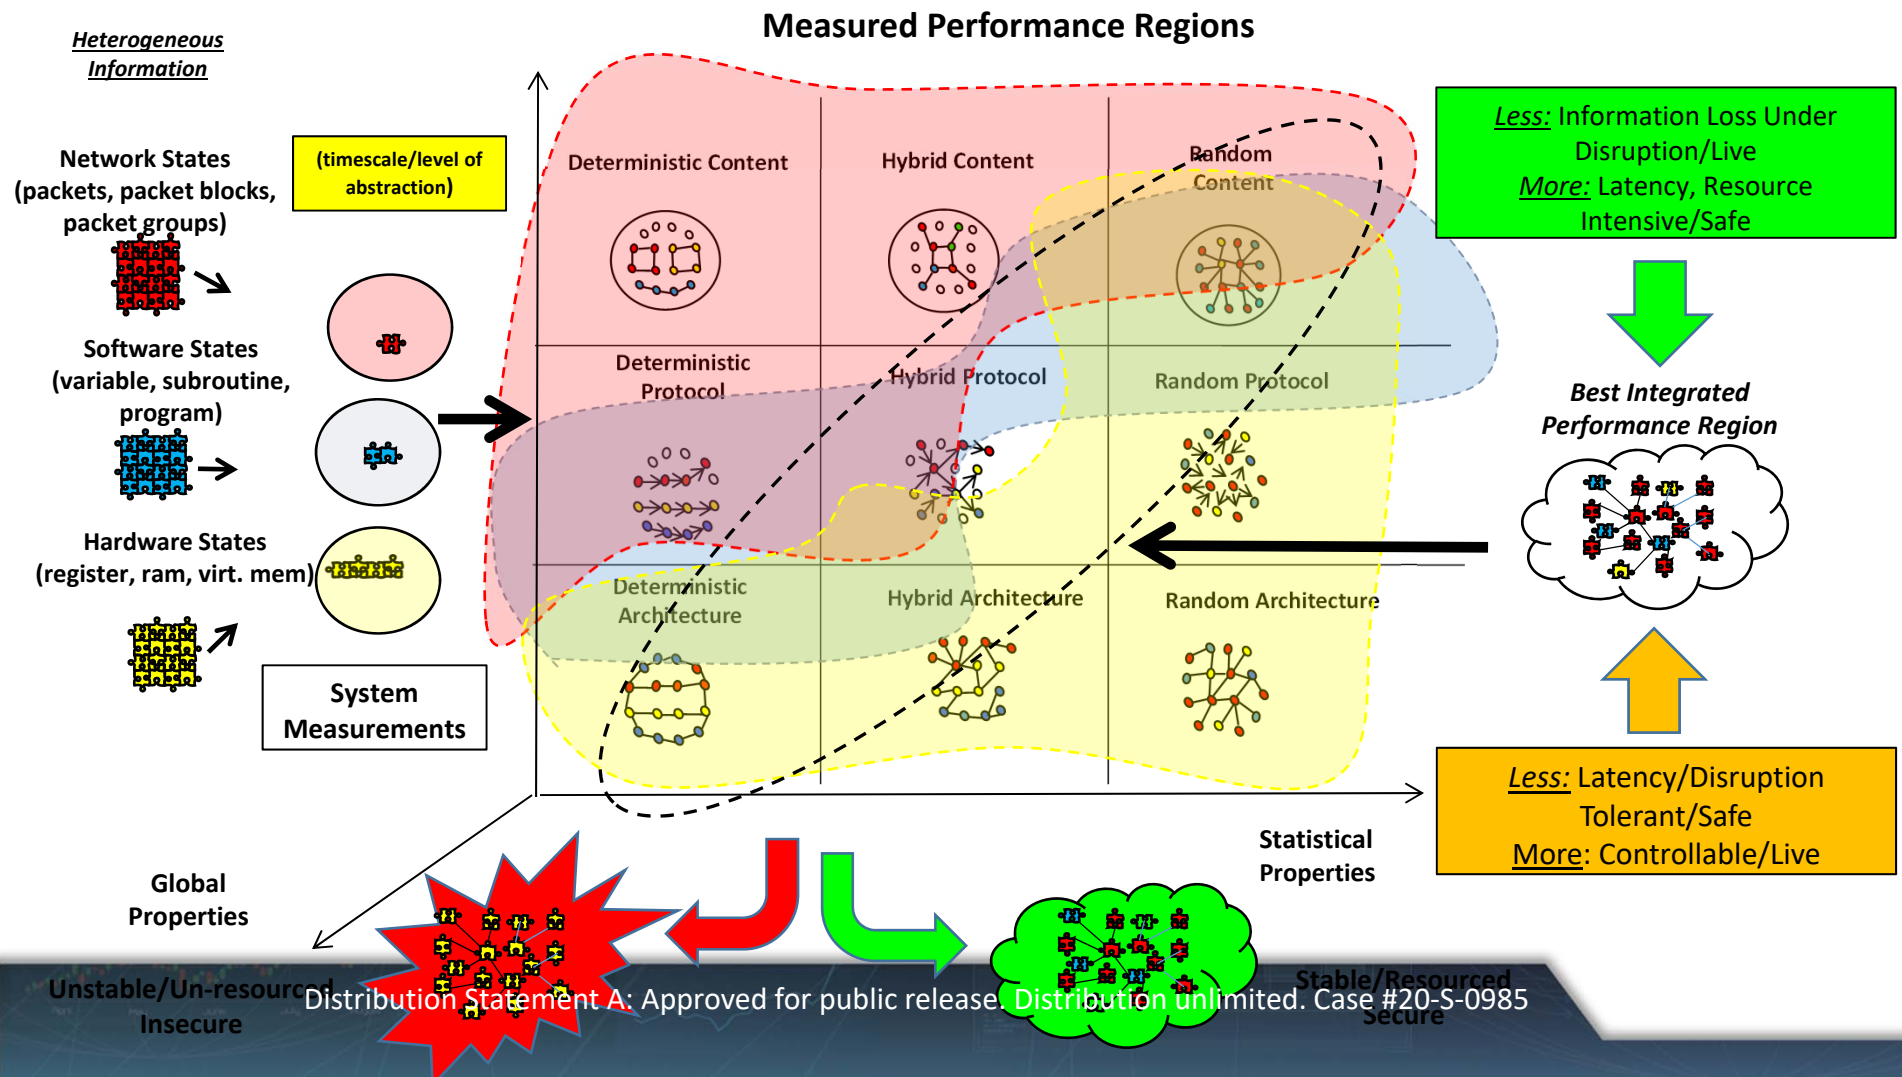 Measured Performance Regions
Heterogeneous
Information
Network States
(packets, packet blocks,
packet groups)
(timescale/level of
abstraction)
Software States
(variable, subroutine,
program)
Hardware States
(register, ram, virt. mem)
System
Measurements
Deterministic Content
Hybrid Content
Random
Content
Deterministic
Protocol
Hybrid Protocol
Random Protocol
Deterministic
Architecture
Hybrid Architecture
Random Architecture
Less: Information Loss Under
Disruption/Live
More: Latency, Resource
Intensive/Safe
Best Integrated
Performance Region
Less: Latency/Disruption
Tolerant/Safe
More: Controllable/Live
Statistical
Properties
Global
Properties
Unstable/Un-resourced
Insecure
Stable/Resourced
Secure
Distribution Statement A: Approved for public release. Distribution unlimited. Case #20-S-0985